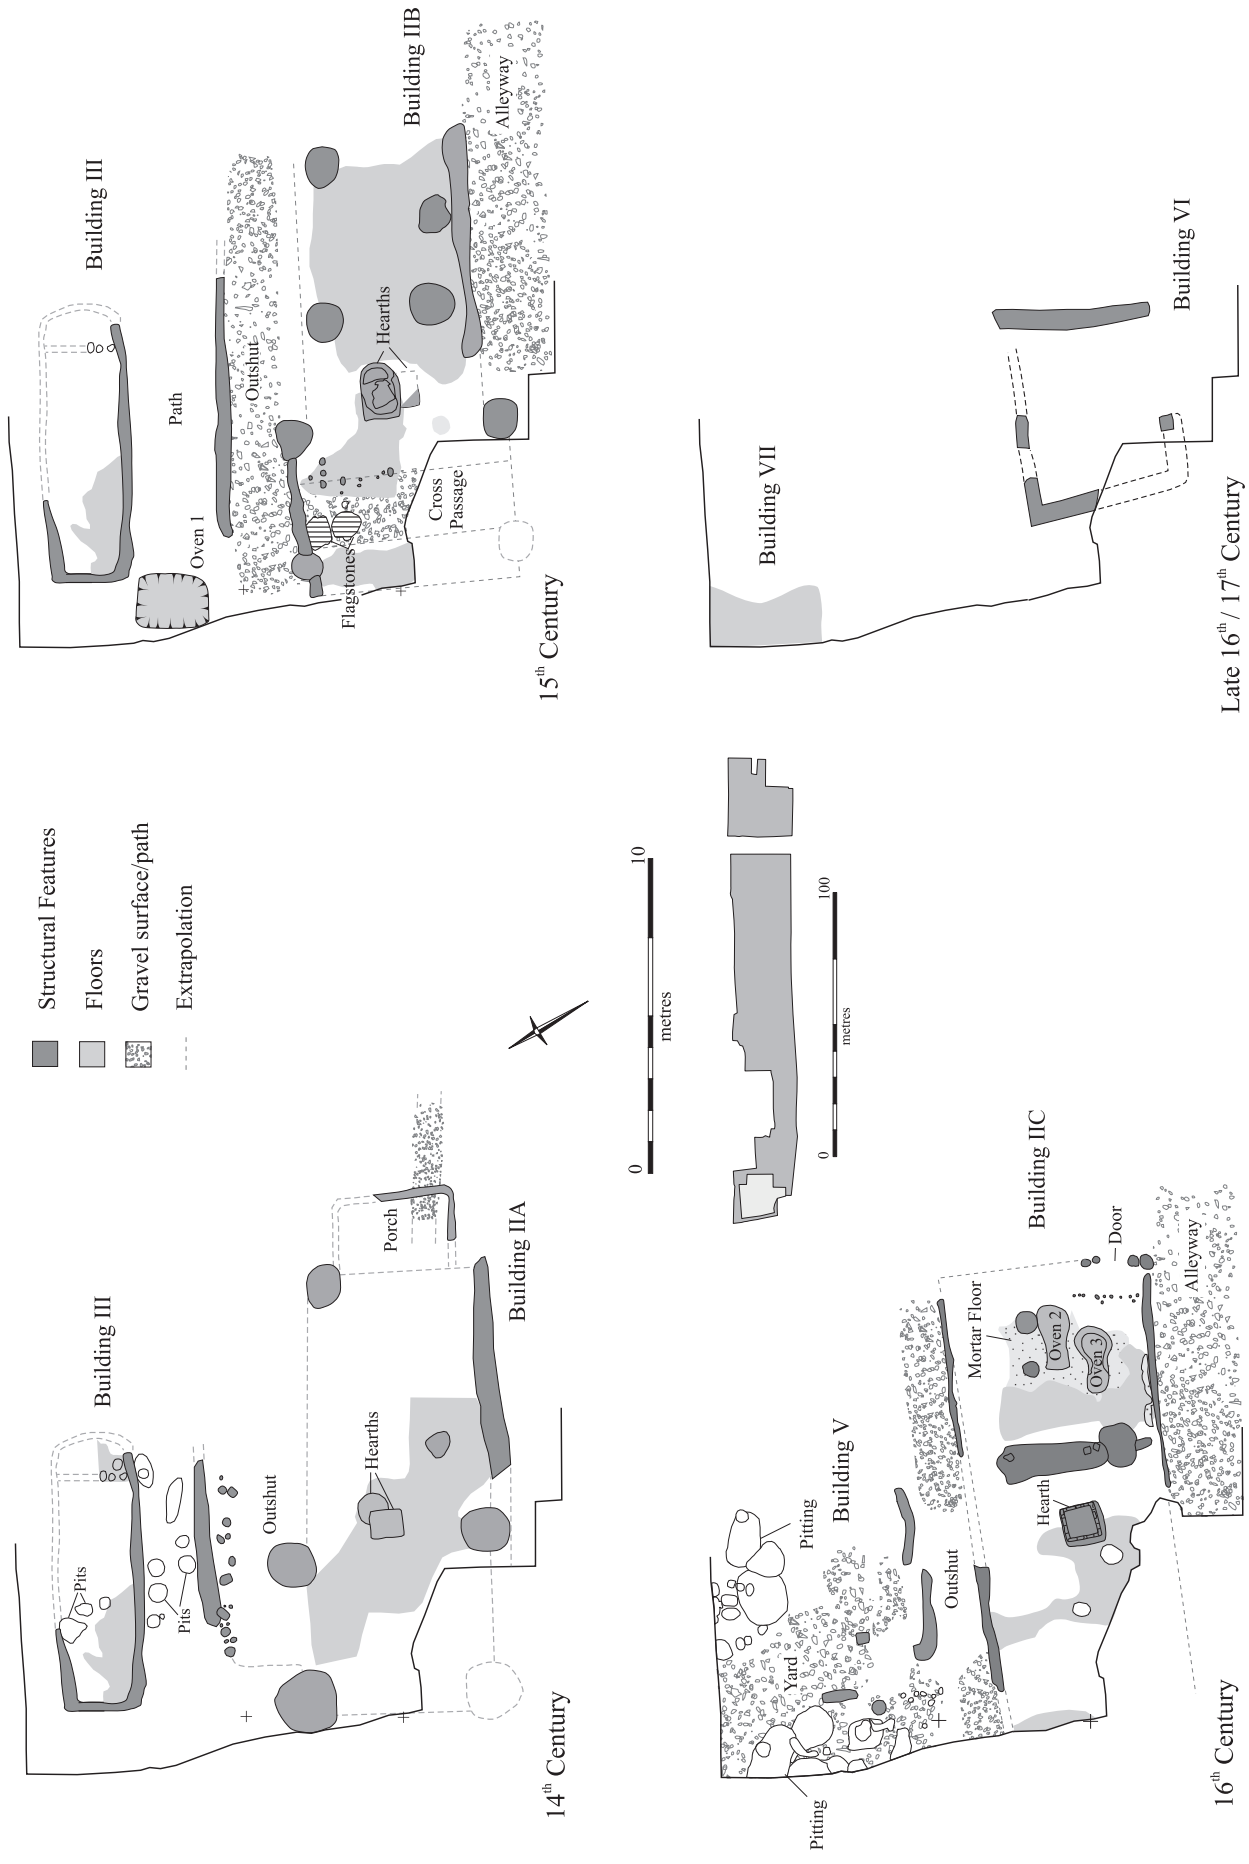 Structural Features
Floors
Gravel surface/path
Extrapolation
Building III
Pits
Pits
Outshut
Hearths
Porch
Building IIA
14th Century
Building III
Path
Oven 1
Outshut
Building IIB
Alleyway
Hearths
Cross
Passage
Flagstones
15th Century
0
10
metres
0
100
metres
Pitting
Pitting
Yard
Building V
Outshut
Mortar Floor
Building IIC
Door
Oven 2
Oven 3
Hearth
Alleyway
16th Century
Building VII
Building VI
Late 16th / 17th Century